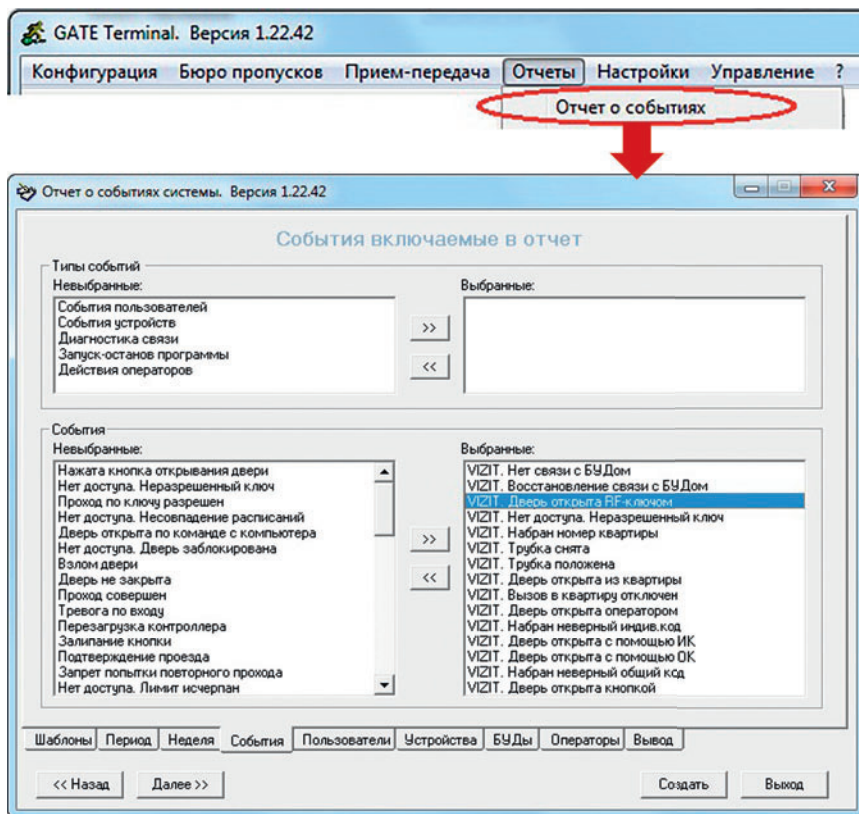 GATE Terminal. Версия 1.22.42
Конфигурация Бюро пропусков Прием-передача Отчеты Настройки Управление ?
Отчет о событиях
Отчет о событиях системы. Версия 1.22.42
События включаемые в отчет
Типы событий
Невыбранные:
События пользователей
События устройств
Диагностика связи
Запуск-останов программы
Действия операторов
>>
<<
Выбранные:
События
Невыбранные:
Нажата кнопка открывания двери
Нет доступа. Неразрешенный ключ
Проход по ключу разрешен
Нет доступа. Несовпадение расписаний
Дверь открыта по команде с компьютера
Нет доступа. Дверь заблокирована
Взлом двери
Дверь не закрыта
Проход совершен
Тревога по входу
Перезагрузка контроллера
Залипание кнопки
Подтверждение проезда
Запрет попытки повторного прохода
Нет доступа. Лимит исчерпан
>>
<<
Выбранные:
VIZIT. Нет связи с БУДом
VIZIT. Восстановление связи с БУДом
VIZIT. Дверь открыта RF-ключом
VIZIT. Нет доступа. Неразрешенный ключ
VIZIT. Набран номер квартиры
VIZIT. Трубка снята
VIZIT. Трубка положена
VIZIT. Дверь открыта из квартиры
VIZIT. Вызов в квартиру отключен
VIZIT. Дверь открыта оператором
VIZIT. Набран неверный индив.код
VIZIT. Дверь открыта с помощью ИК
VIZIT. Дверь открыта с помощью ОК
VIZIT. Набран неверный общий код
VIZIT. Дверь открыта кнопкой
Шаблоны Период Неделя События Пользователи Устройства БУДы Операторы Вывод
<< Назад Далее >> Создать Выход